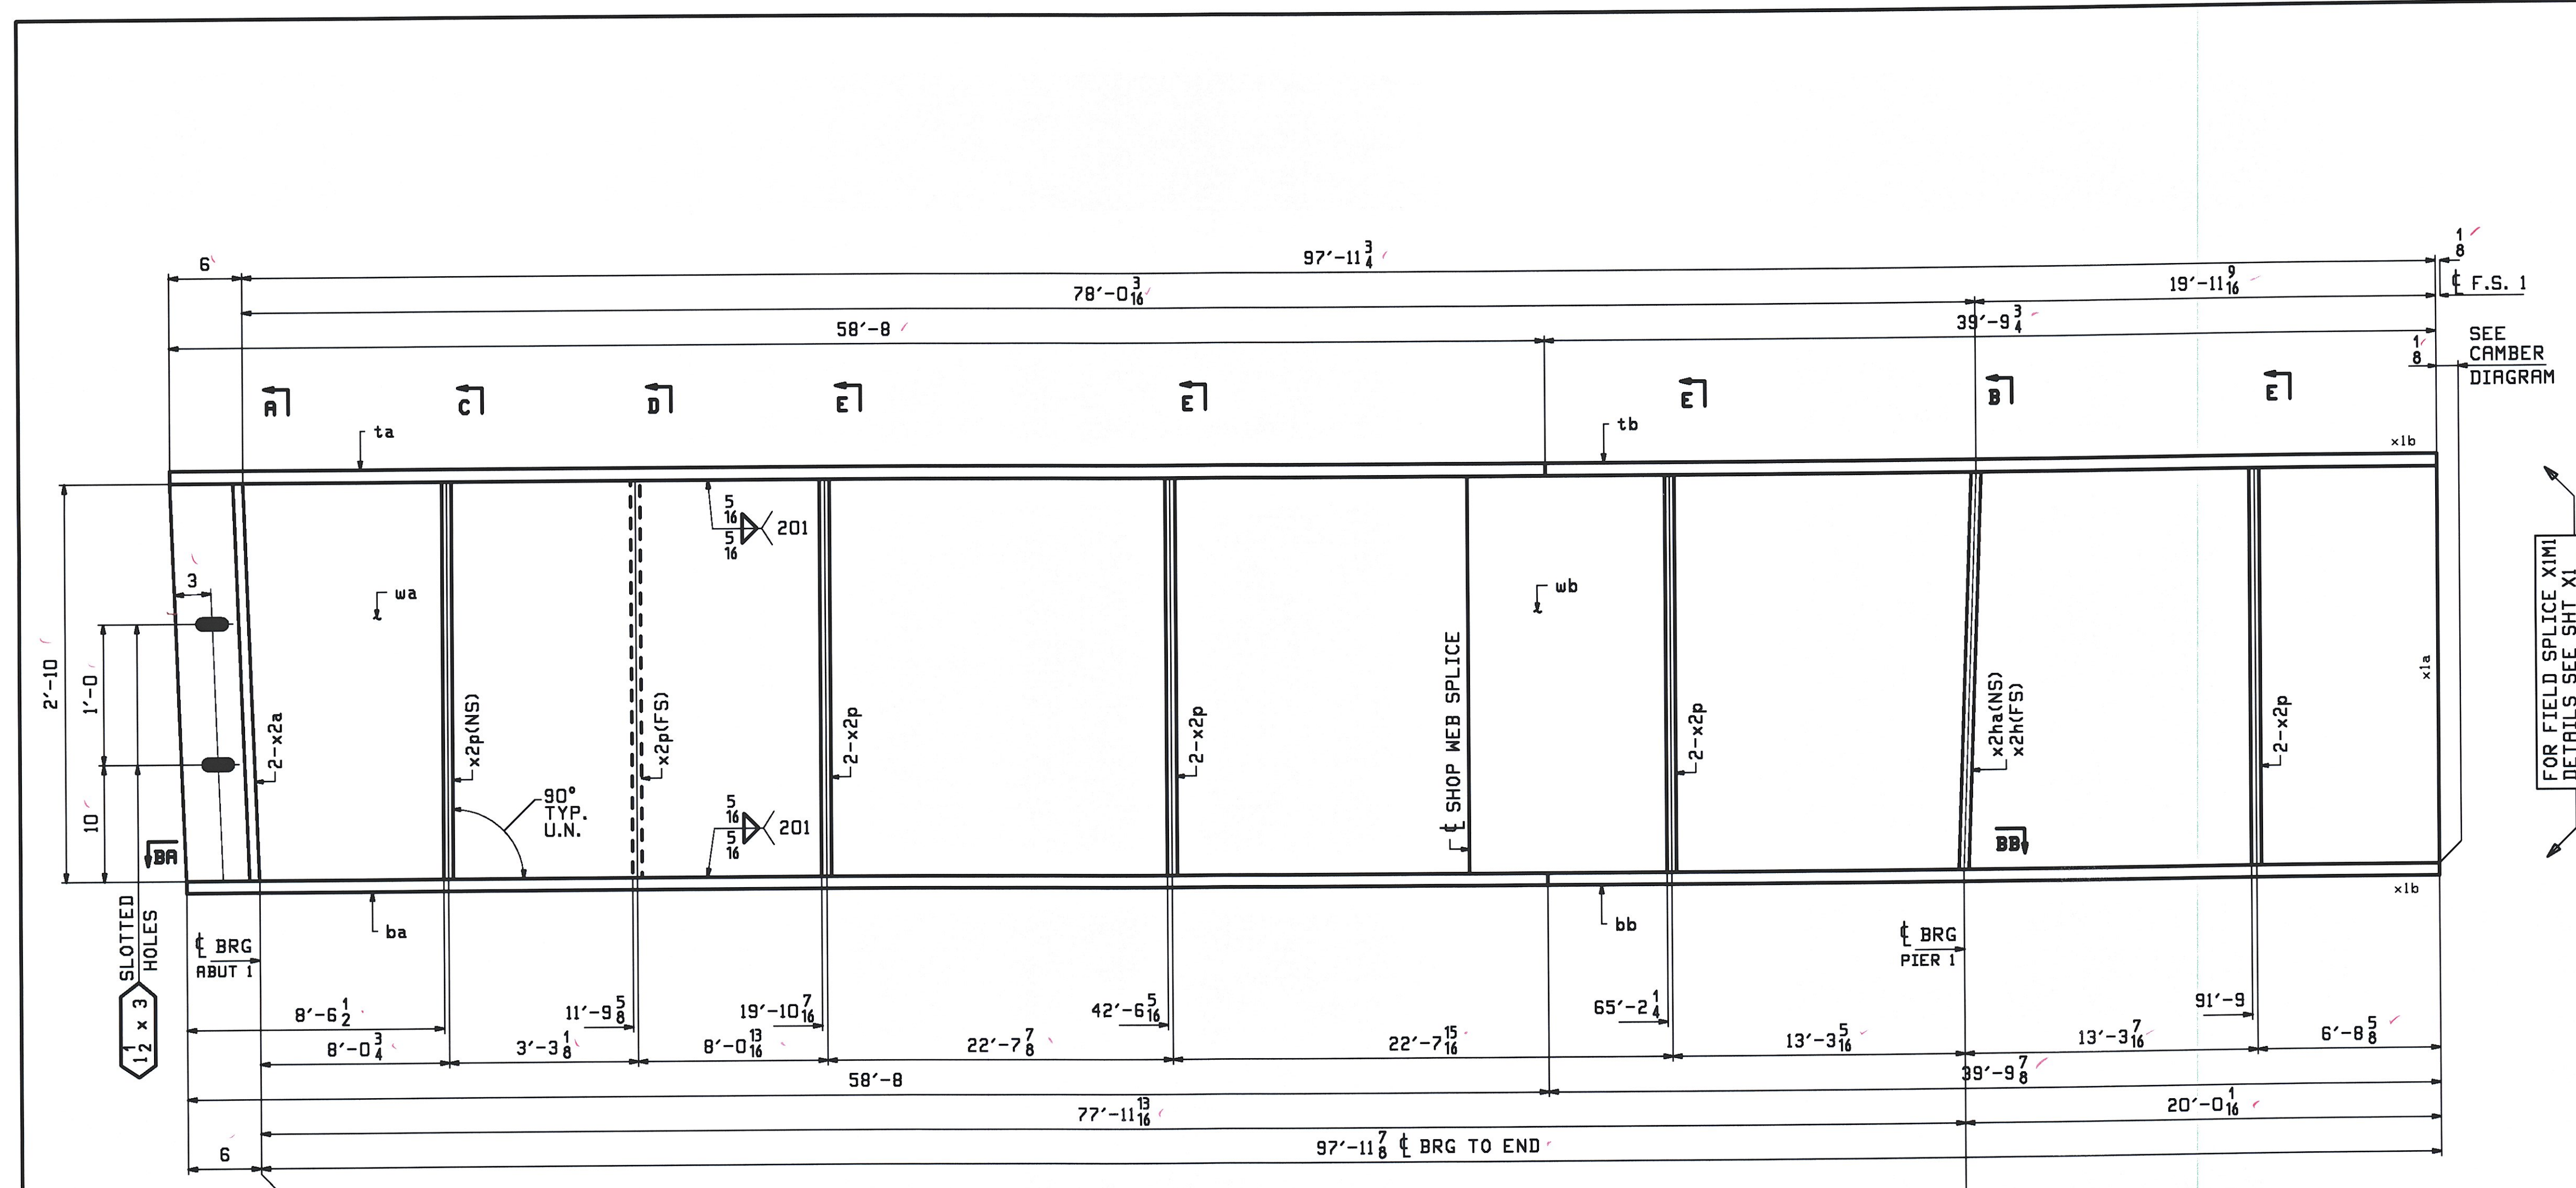 6
97'-11 3/4
1/8
78'-0 3/16
19'-11 9/16
℄ F.S. 1
58'-8
39'-9 3/4
1/8
SEE
CAMBER
DIAGRAM
A
C
D
E
E
E
B
E
ta
tb
x1b
5/16
5/16
201
3
wa
wb
2'-10
1'-0
10
2-x2a
x2p(NS)
x2p(FS)
2-x2p
2-x2p
℄ SHOP WEB SPLICE
2-x2p
x2ha(NS)
x2h(FS)
2-x2p
x1a
FOR FIELD SPLICE X1M1
DETAILS SEE SHT X1
90°
TYP.
U.N.
5/16
5/16
201
BA
BB
x1b
SLOTTED
HOLES
1 1/2 x 3
℄ BRG
ABUT 1
ba
bb
℄ BRG
PIER 1
8'-6 1/2
11'-9 5/8
19'-10 7/16
42'-6 5/16
65'-2 1/4
91'-9
8'-0 3/4
3'-3 1/8
8'-0 13/16
22'-7 7/8
22'-7 15/16
13'-3 5/16
13'-3 7/16
6'-8 5/8
58'-8
39'-9 7/8
77'-11 13/16
20'-0 1/16
6
97'-11 7/8 ℄ BRG TO END